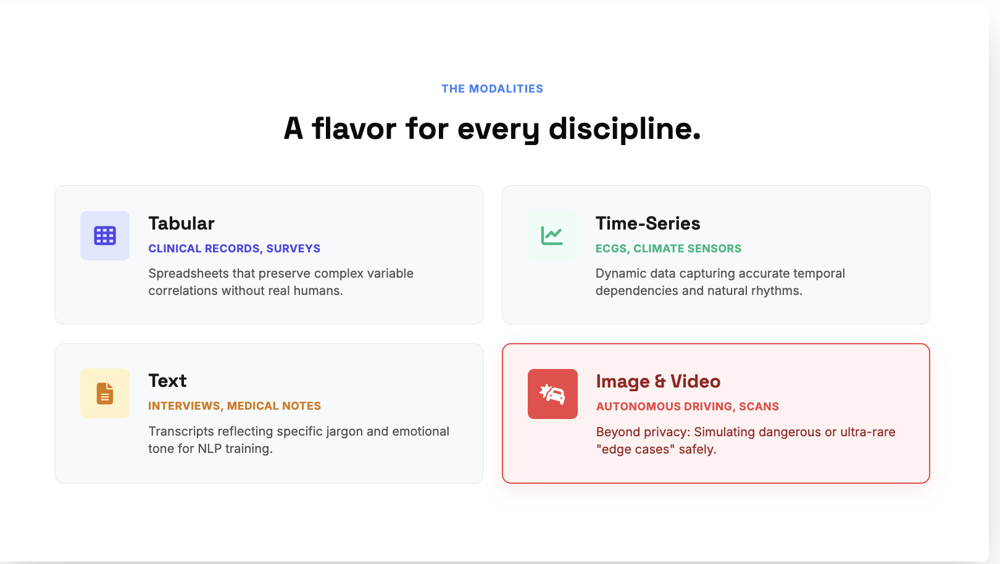 THE MODALITIES
A flavor for every discipline.
Tabular
CLINICAL RECORDS, SURVEYS
Spreadsheets that preserve complex variable
correlations without real humans.
Time-Series
ECGS, CLIMATE SENSORS
Dynamic data capturing accurate temporal
dependencies and natural rhythms.
Text
INTERVIEWS, MEDICAL NOTES
Transcripts reflecting specific jargon and emotional
tone for NLP training.
Image & Video
AUTONOMOUS DRIVING, SCANS
Beyond privacy: Simulating dangerous or ultra-rare
"edge cases" safely.